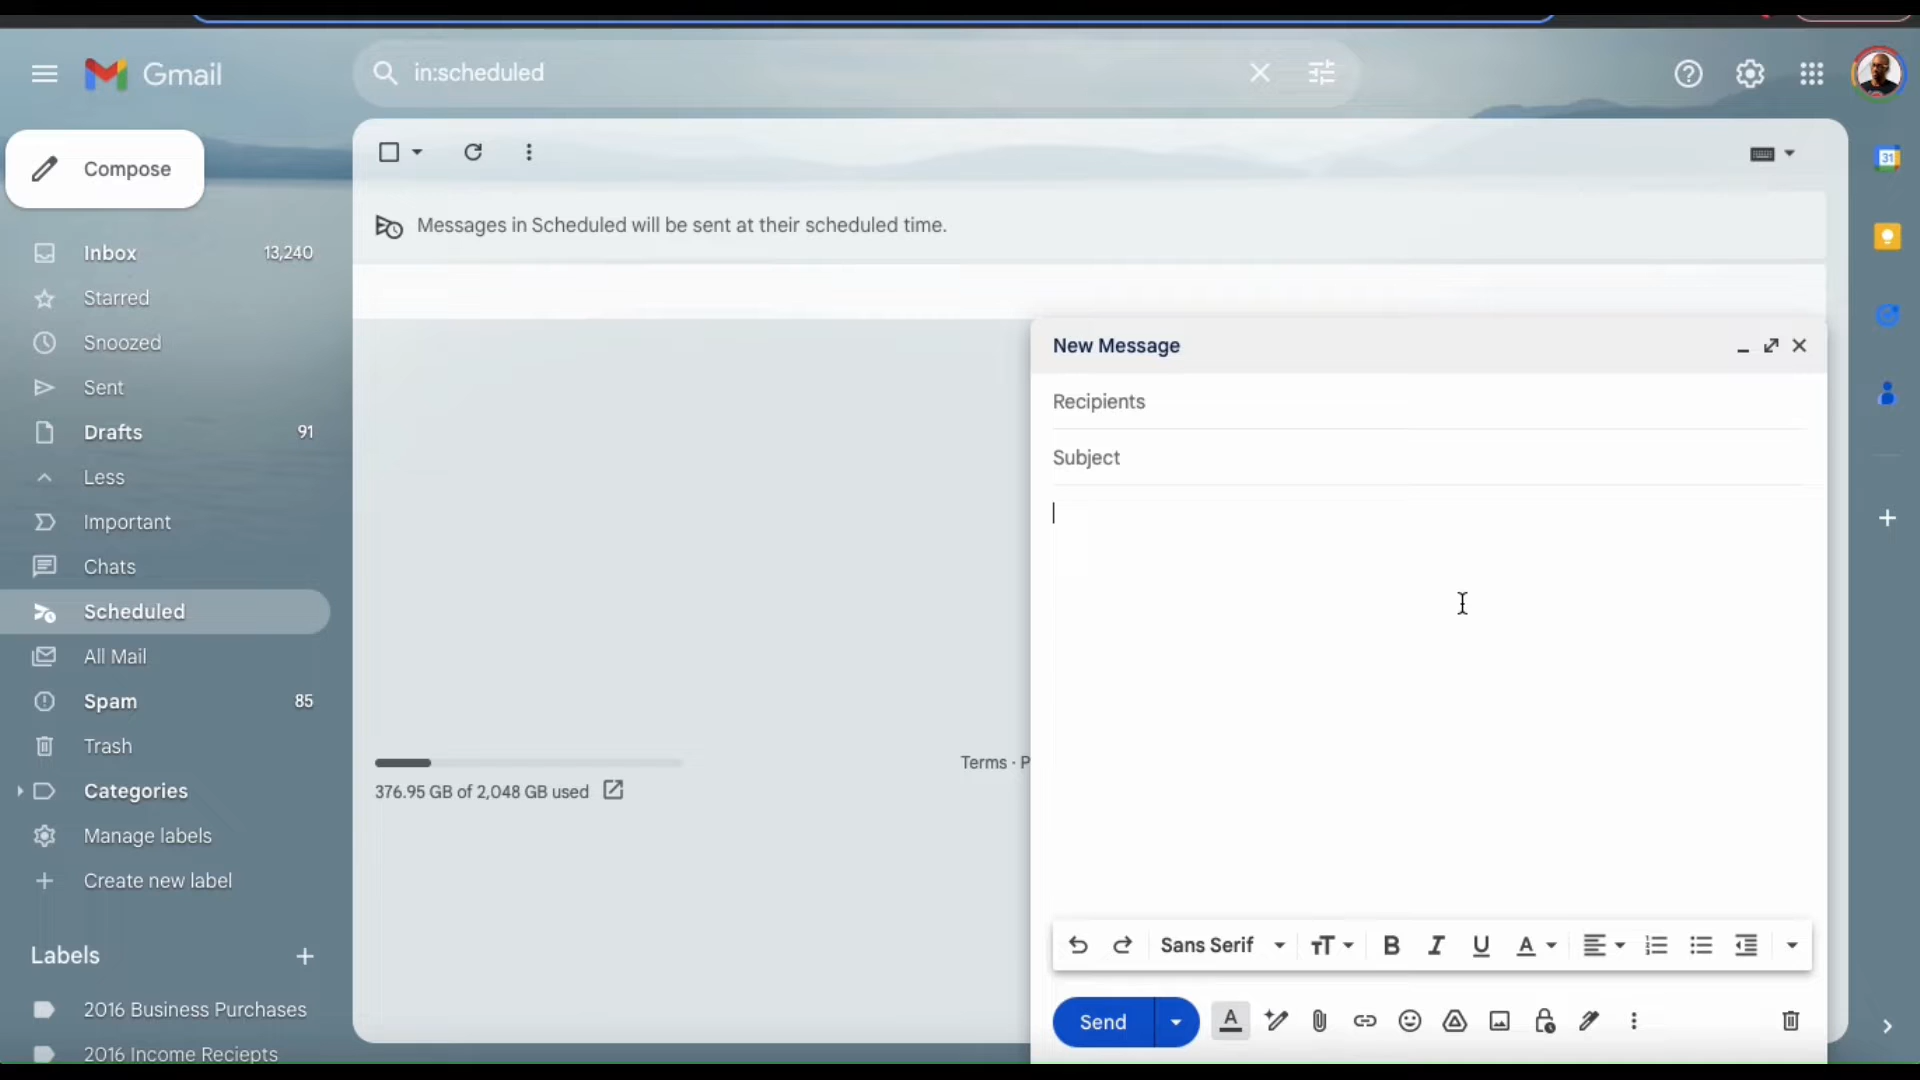 Gmail
in:scheduled
Compose
Messages in Scheduled will be sent at their scheduled time.
Inbox 13,240
Starred
Snoozed
Sent
Drafts 91
Less
Important
Chats
Scheduled
All Mail
Spam 85
Trash
Categories
Manage labels
Create new label
Labels
2016 Business Purchases
2016 Income Reciepts
376.95 GB of 2,048 GB used
Terms · P
New Message
Recipients
Subject
Sans Serif
Send
31